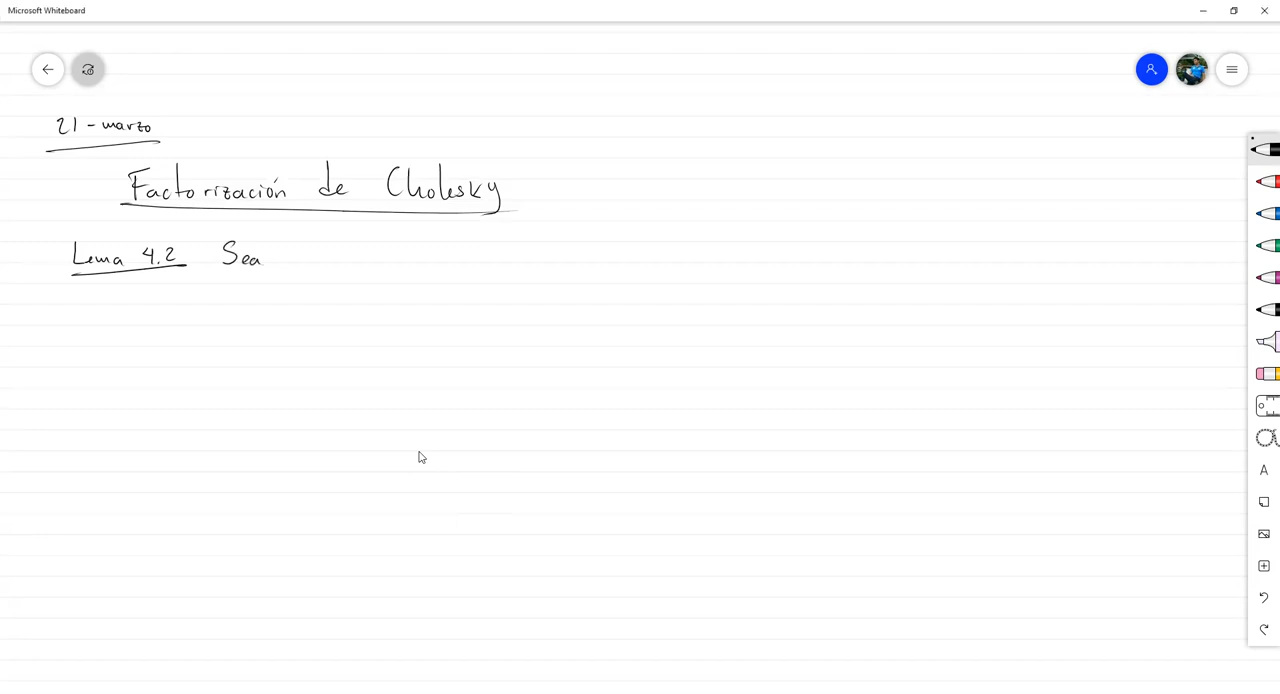 Microsoft Whiteboard
21 - marzo
Factorización de Cholesky
Lema 4.2 Sea
A